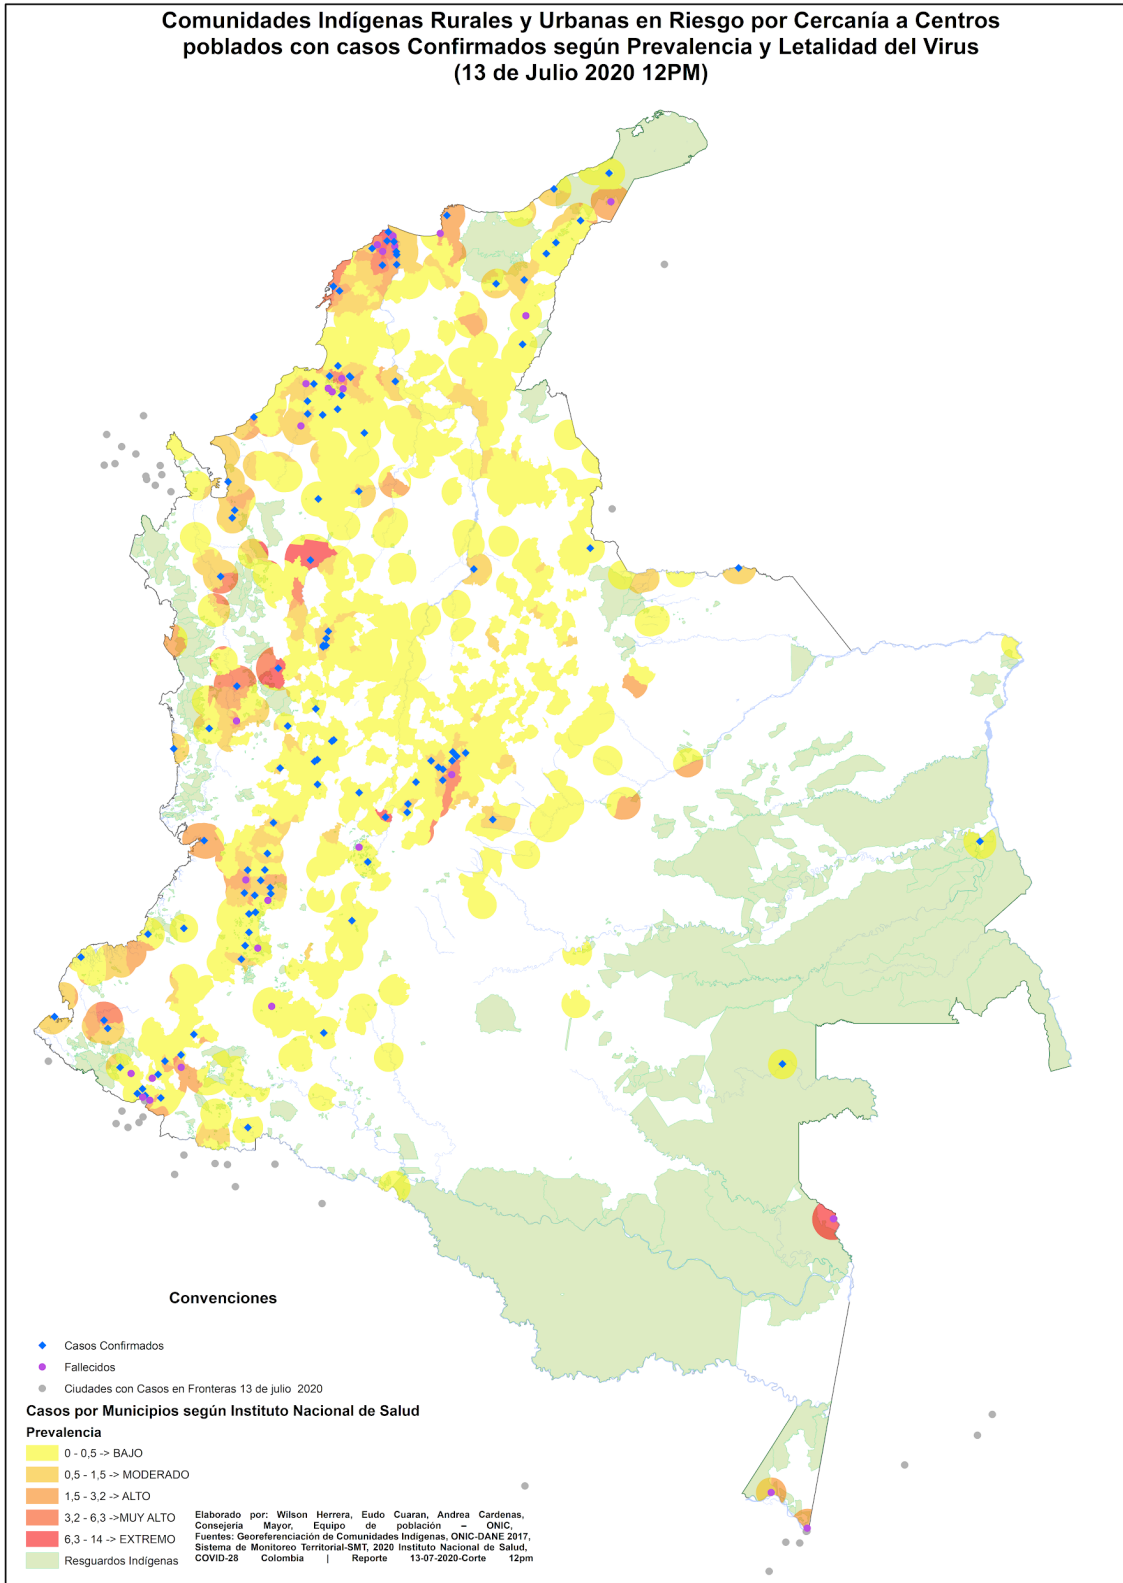 Comunidades Indígenas Rurales y Urbanas en Riesgo por Cercanía a Centros
poblados con casos Confirmados según Prevalencia y Letalidad del Virus
(13 de Julio 2020 12PM)
Convenciones
Casos Confirmados
Fallecidos
Ciudades con Casos en Fronteras 13 de julio 2020
Casos por Municipios según Instituto Nacional de Salud
Prevalencia
0 - 0,5 -> BAJO
0,5 - 1,5 -> MODERADO
1,5 - 3,2 -> ALTO
3,2 - 6,3 ->MUY ALTO
6,3 - 14 -> EXTREMO
Resguardos Indígenas
Elaborado por: Wilson Herrera, Eudo Cuaran, Andrea Cardenas,
Consejería Mayor, Equipo de población – ONIC,
Fuentes: Georeferenciación de Comunidades Indígenas, ONIC-DANE 2017,
Sistema de Monitoreo Territorial-SMT, 2020 Instituto Nacional de Salud,
COVID-28 Colombia | Reporte 13-07-2020-Corte 12pm